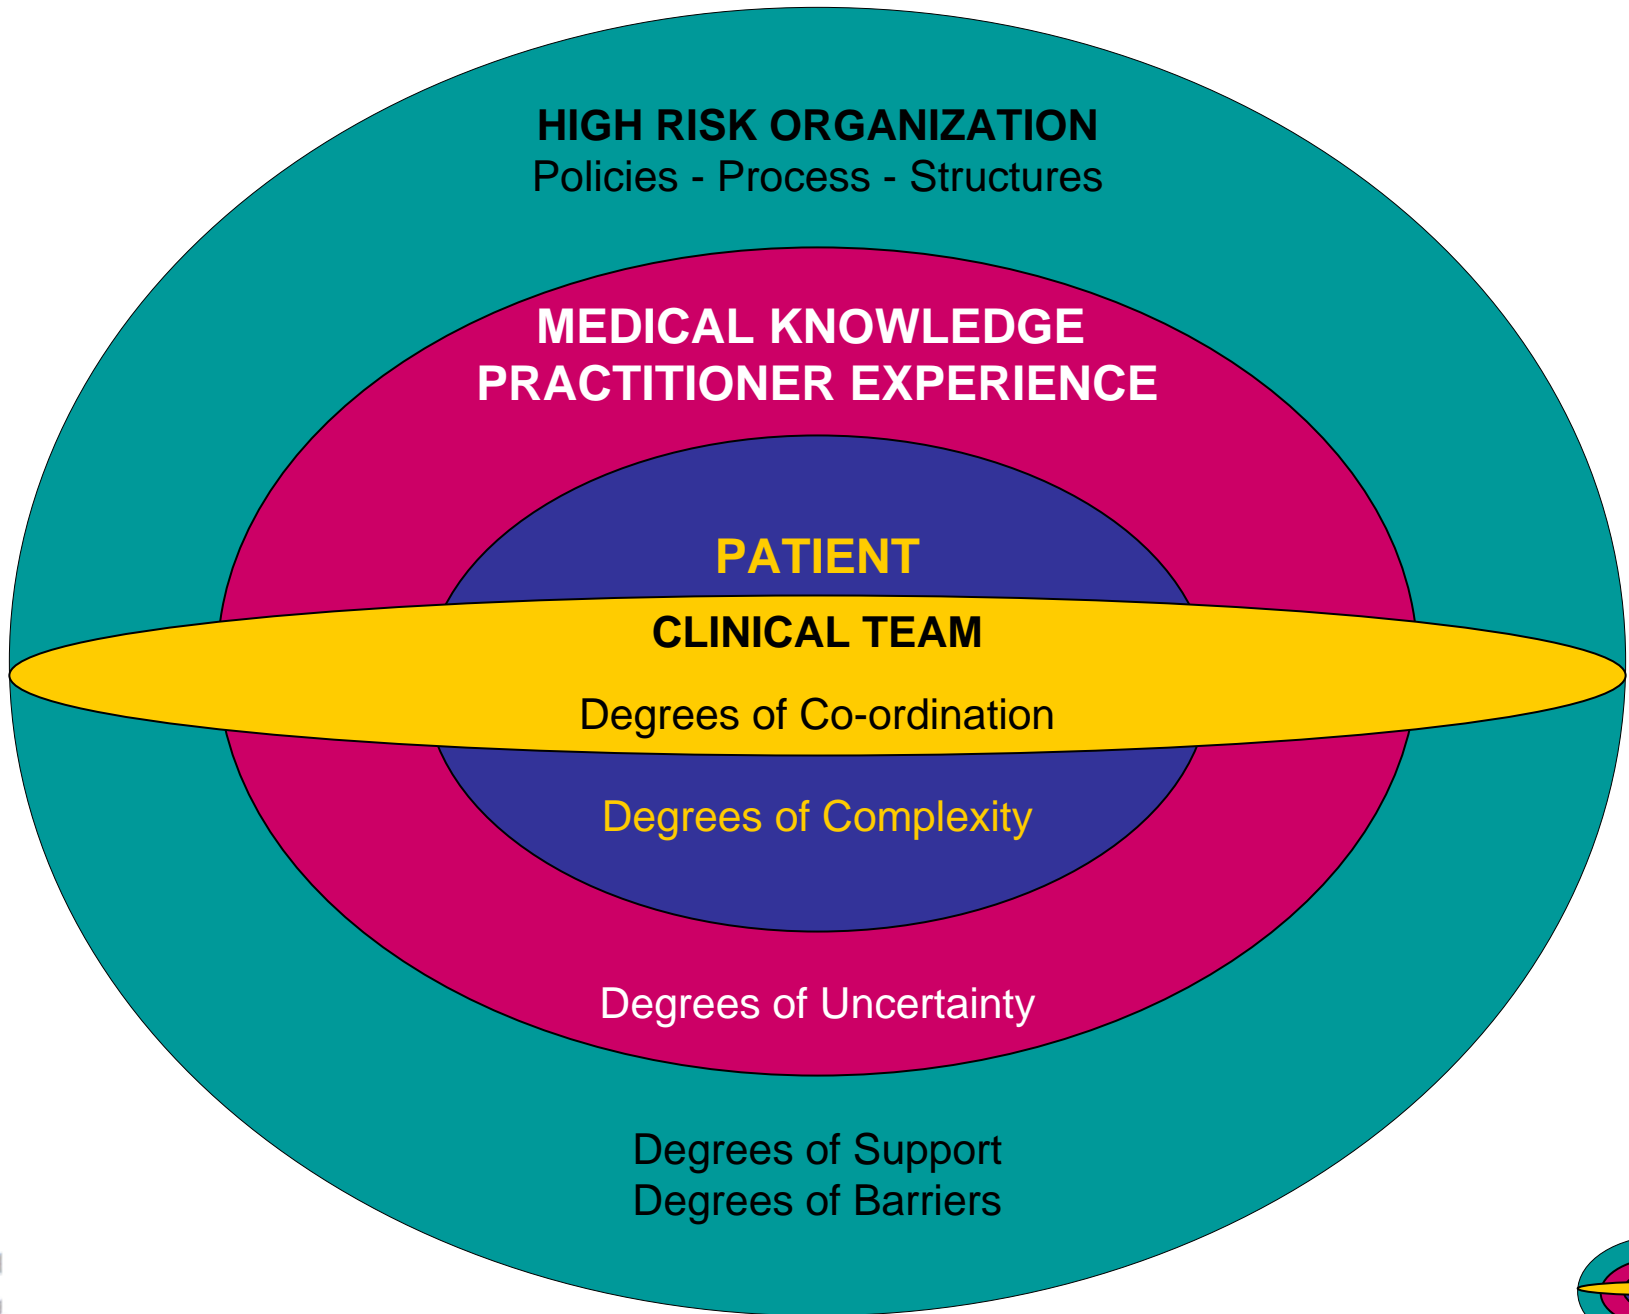 HIGH RISK ORGANIZATION
Policies - Process - Structures
MEDICAL KNOWLEDGE
PRACTITIONER EXPERIENCE
PATIENT
CLINICAL TEAM
Degrees of Co-ordination
Degrees of Complexity
Degrees of Uncertainty
Degrees of Support
Degrees of Barriers